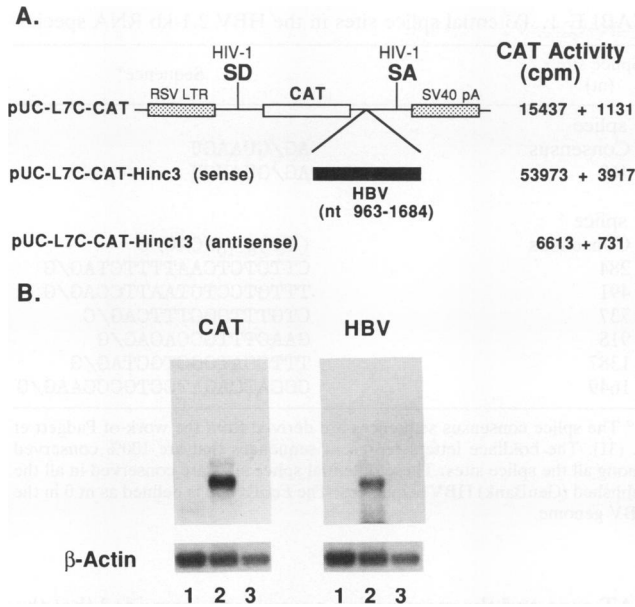 A.
HIV-1 HIV-1 CAT Activity
SD SA (cpm)
RSV LTR CAT SV40 pA
pUC-L7C-CAT 15437 + 1131
pUC-L7C-CAT-Hinc3 (sense) 53973 + 3917
HBV
(nt 963-1684)
pUC-L7C-CAT-Hinc13 (antisense) 6613 + 731
B.
CAT HBV
β-Actin
1 2 3 1 2 3